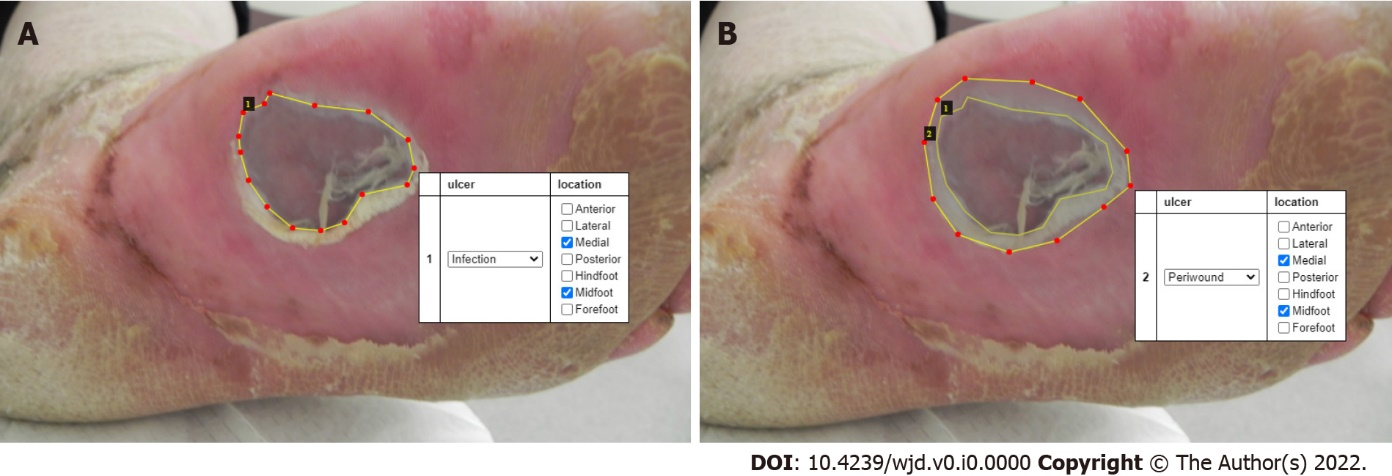 A
1
ulcer
location
1
Infection
Anterior
Lateral
Medial
Posterior
Hindfoot
Midfoot
Forefoot
B
1
2
ulcer
location
2
Periwound
Anterior
Lateral
Medial
Posterior
Hindfoot
Midfoot
Forefoot
DOI: 10.4239/wjd.v0.i0.0000 Copyright © The Author(s) 2022.